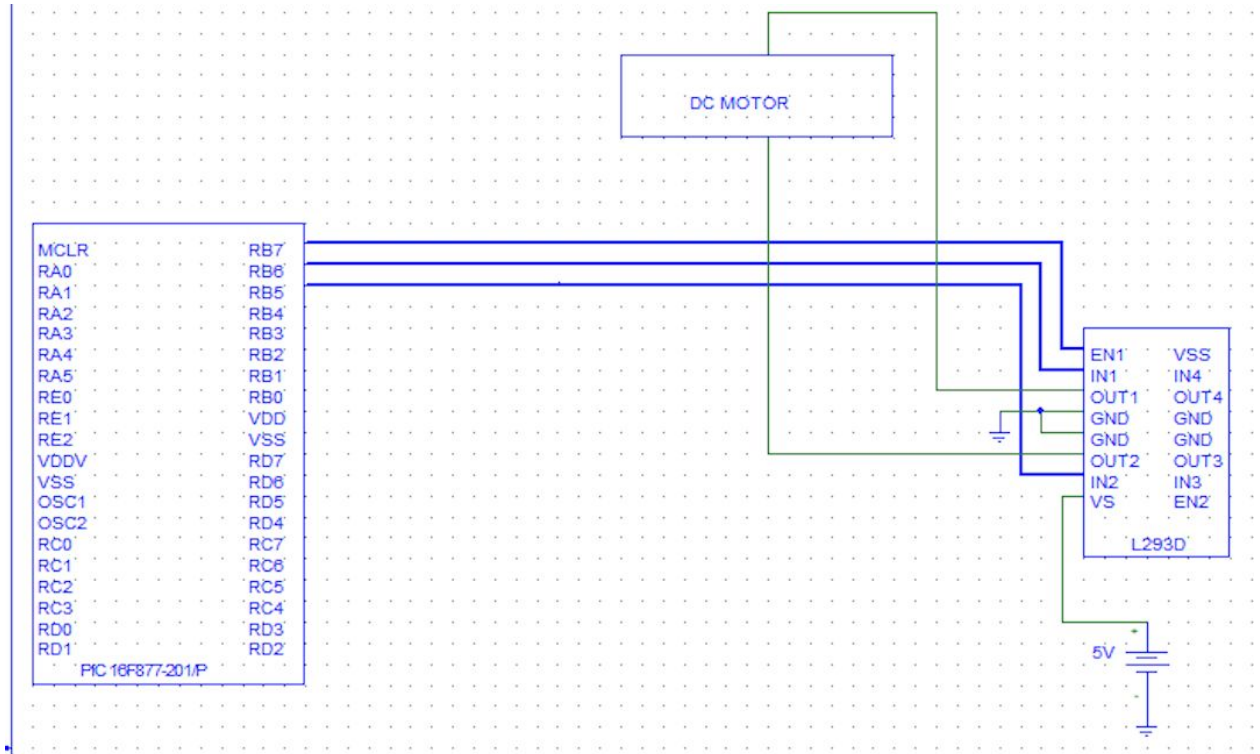 DC MOTOR
MCLR RB7
RA0 RB6
RA1 RB5
RA2 RB4
RA3 RB3
RA4 RB2
RA5 RB1
RE0 RB0
RE1 VDD
RE2 VSS
VDDV RD7
VSS RD6
OSC1 RD5
OSC2 RD4
RC0 RC7
RC1 RC6
RC2 RC5
RC3 RC4
RD0 RD3
RD1 RD2
PIC 16F877-201/P
EN1 VSS
IN1 IN4
OUT1 OUT4
GND GND
GND GND
OUT2 OUT3
IN2 IN3
VS EN2
L293D
+
5V
-